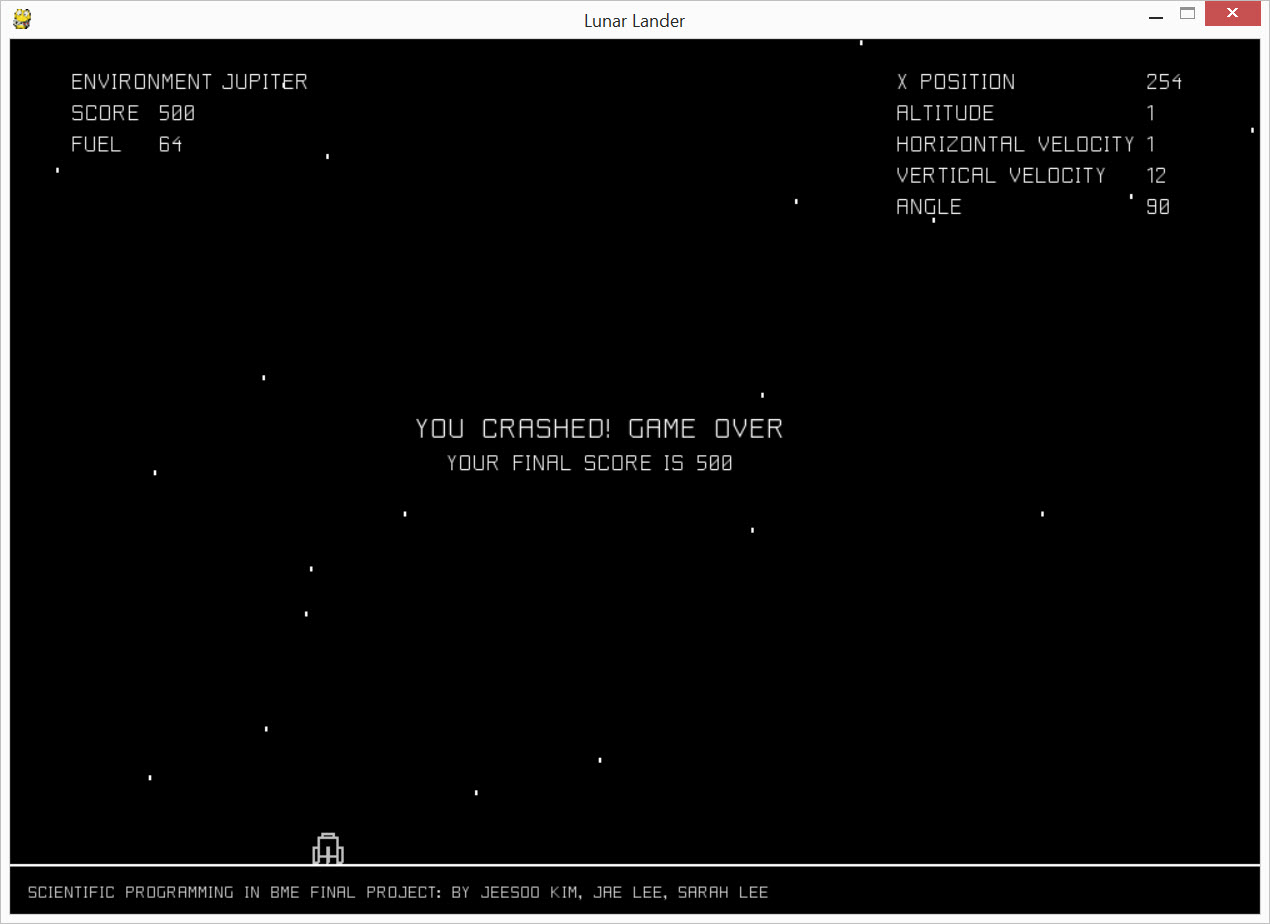 Lunar Lander
ENVIRONMENT JUPITER
SCORE 500
FUEL 64
X POSITION 254
ALTITUDE 1
HORIZONTAL VELOCITY 1
VERTICAL VELOCITY 12
ANGLE 90
YOU CRASHED! GAME OVER
YOUR FINAL SCORE IS 500
SCIENTIFIC PROGRAMMING IN BME FINAL PROJECT: BY JEESOO KIM, JAE LEE, SARAH LEE